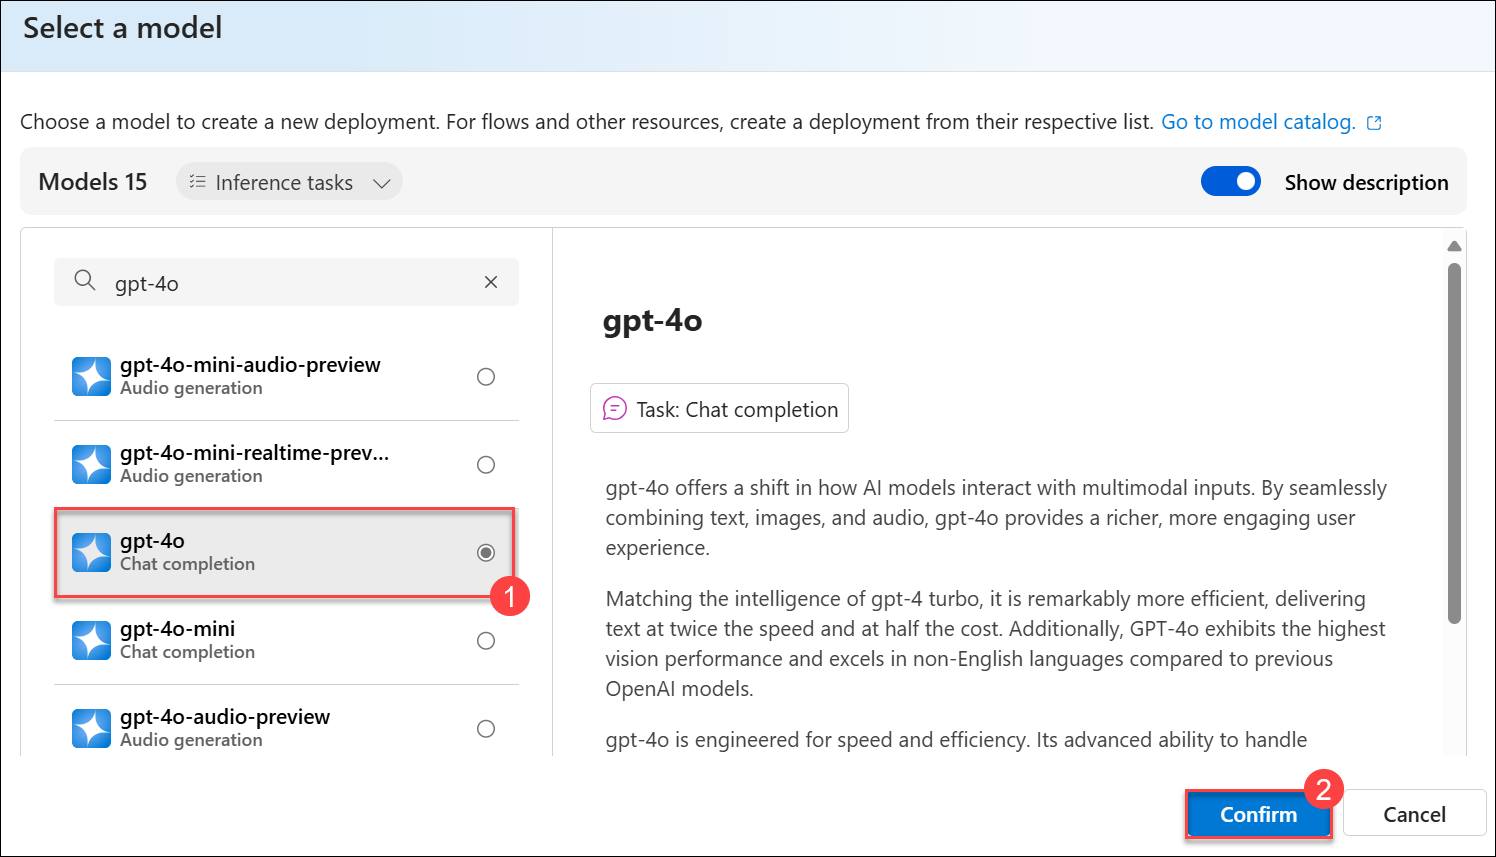 Select a model
Choose a model to create a new deployment. For flows and other resources, create a deployment from their respective list. Go to model catalog.
Models 15
Inference tasks
Show description
gpt-4o
gpt-4o-mini-audio-preview
Audio generation
gpt-4o-mini-realtime-prev...
Audio generation
gpt-4o
Chat completion
1
gpt-4o-mini
Chat completion
gpt-4o-audio-preview
Audio generation
gpt-4o
Task: Chat completion
gpt-4o offers a shift in how AI models interact with multimodal inputs. By seamlessly
combining text, images, and audio, gpt-4o provides a richer, more engaging user
experience.
Matching the intelligence of gpt-4 turbo, it is remarkably more efficient, delivering
text at twice the speed and at half the cost. Additionally, GPT-4o exhibits the highest
vision performance and excels in non-English languages compared to previous
OpenAI models.
gpt-4o is engineered for speed and efficiency. Its advanced ability to handle
2
Confirm
Cancel